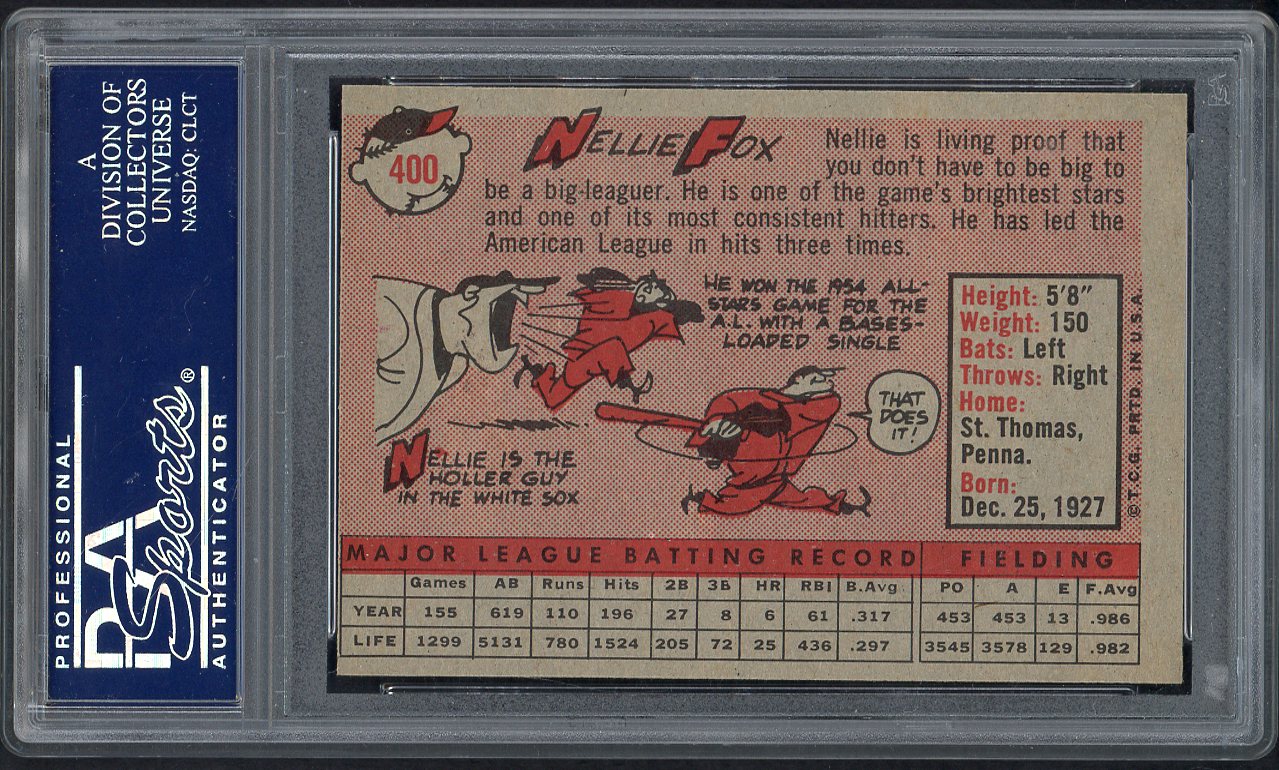 A
DIVISION OF
COLLECTORS
UNIVERSE
NASDAQ: CLCT
PROFESSIONAL
PSA
Sports®
AUTHENTICATOR
400
NELLIE FOX
Nellie is living proof that
you don't have to be big to
be a big-leaguer. He is one of the game's brightest stars
and one of its most consistent hitters. He has led the
American League in hits three times.
HE WON THE 1954 ALL-
STARS GAME FOR THE
A.L. WITH A BASES-
LOADED SINGLE
THAT
DOES
IT!
NELLIE IS THE
HOLLER GUY
IN THE WHITE SOX
Height: 5'8"
Weight: 150
Bats: Left
Throws: Right
Home:
St. Thomas,
Penna.
Born:
Dec. 25, 1927
© T.C.G. PRTD. IN U.S.A.
MAJOR LEAGUE BATTING RECORD FIELDING
Games AB Runs Hits 2B 3B HR RBI B.Avg PO A E F.Avg
YEAR 155 619 110 196 27 8 6 61 .317 453 453 13 .986
LIFE 1299 5131 780 1524 205 72 25 436 .297 3545 3578 129 .982